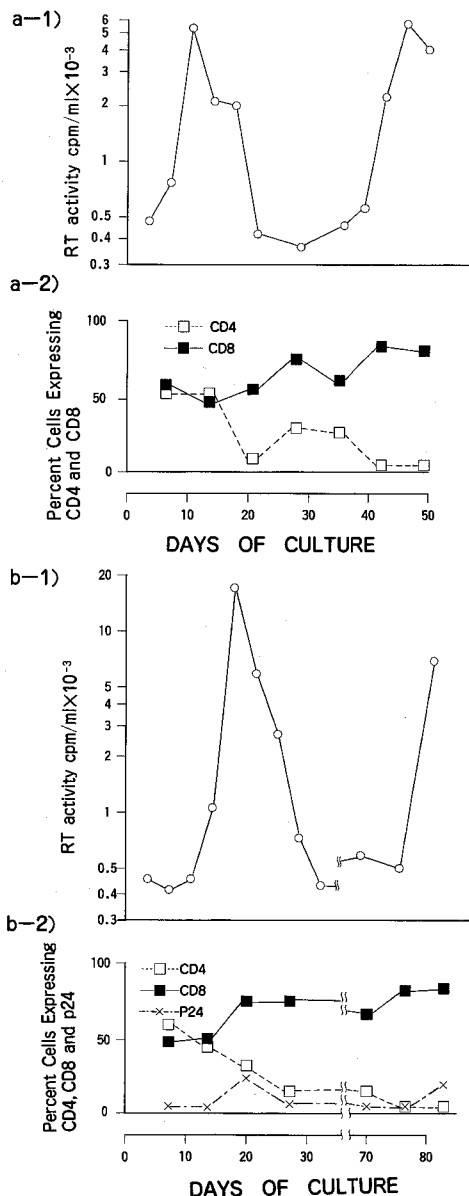 a-1)
RT activity cpm/ml×10⁻³
6
5
4
3
2
1
0.5
0.4
0.3
a-2)
Percent Cells Expressing
CD4 and CD8
100
50
0
CD4
CD8
0 10 20 30 40 50
DAYS OF CULTURE
b-1)
RT activity cpm/ml×10⁻³
20
10
5
4
3
2
1
0.5
0.4
0.3
b-2)
Percent Cells Expressing
CD4, CD8 and p24
100
50
0
CD4
CD8
P24
0 10 20 30 70 80
DAYS OF CULTURE